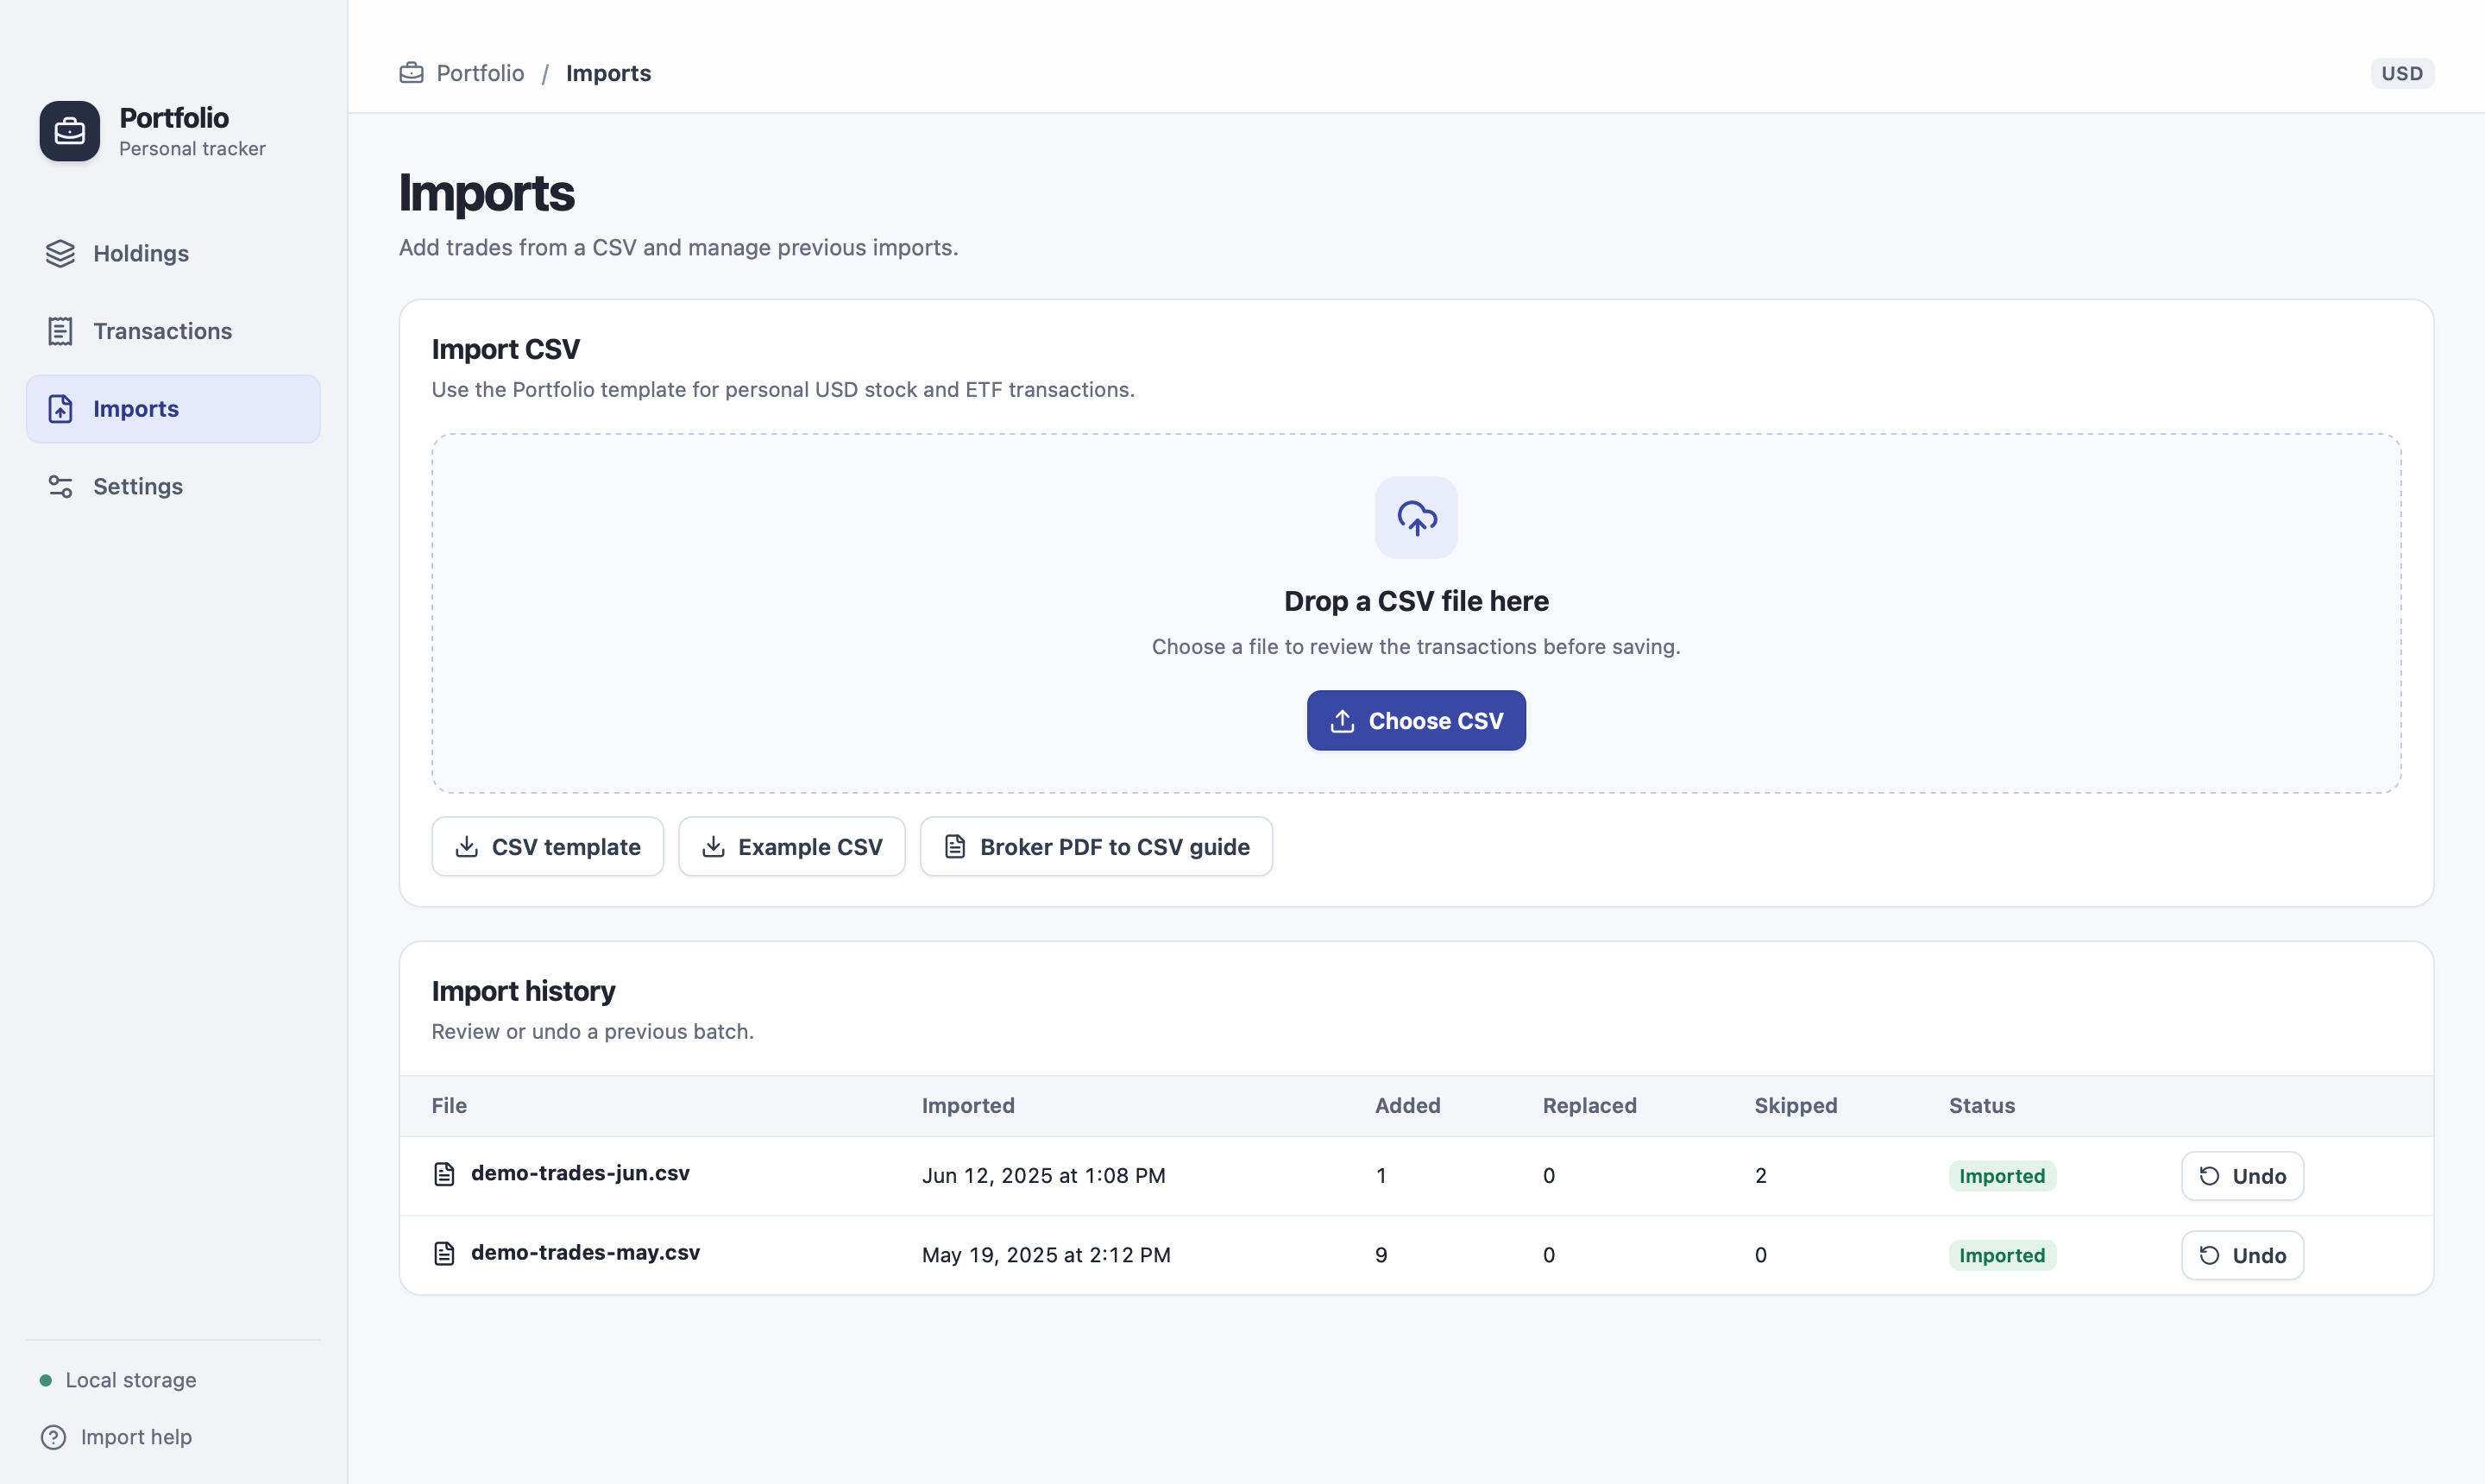 Portfolio
Personal tracker
Holdings
Transactions
Imports
Settings
Local storage
Import help
Portfolio / Imports
USD
Imports
Add trades from a CSV and manage previous imports.
Import CSV
Use the Portfolio template for personal USD stock and ETF transactions.
Drop a CSV file here
Choose a file to review the transactions before saving.
Choose CSV
CSV template Example CSV Broker PDF to CSV guide
Import history
Review or undo a previous batch.
File Imported Added Replaced Skipped Status
demo-trades-jun.csv Jun 12, 2025 at 1:08 PM 1 0 2 Imported Undo
demo-trades-may.csv May 19, 2025 at 2:12 PM 9 0 0 Imported Undo